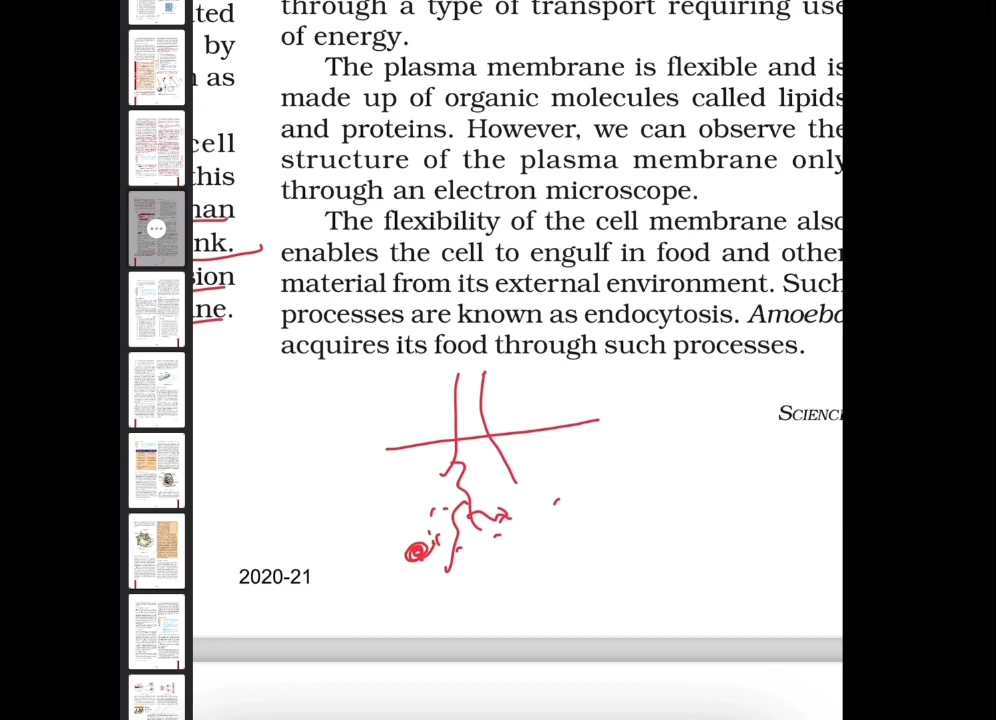 ted
by
as
cell
this
nk.
sion
ne.
through a type of transport requiring use
of energy.
The plasma membrane is flexible and is
made up of organic molecules called lipids
and proteins. However, we can observe the
structure of the plasma membrane only
through an electron microscope.
The flexibility of the cell membrane also
enables the cell to engulf in food and other
material from its external environment. Such
processes are known as endocytosis. Amoeba
acquires its food through such processes.
SCIENC
2020-21